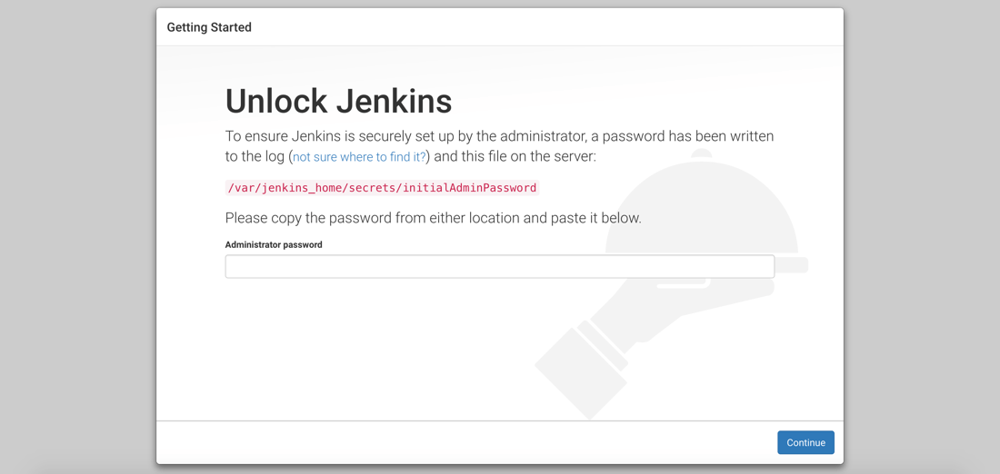 Getting Started
Unlock Jenkins
To ensure Jenkins is securely set up by the administrator, a password has been written
to the log (not sure where to find it?) and this file on the server:
/var/jenkins_home/secrets/initialAdminPassword
Please copy the password from either location and paste it below.
Administrator password
Continue